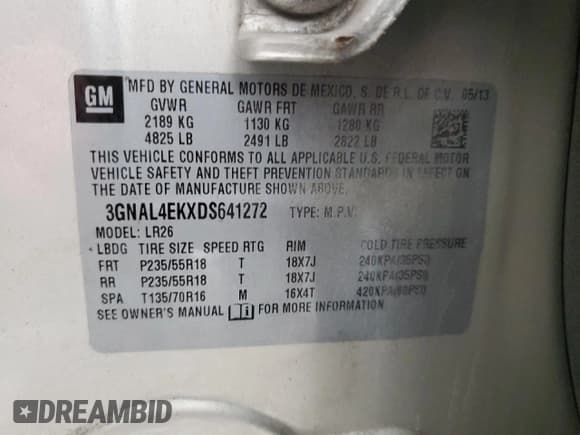 GM
MFD BY GENERAL MOTORS DE MEXICO, S. DE R.L. DE C.V. 05/13
GVWR GAWR FRT GAWR RR
2189 KG 1130 KG 1280 KG
4825 LB 2491 LB 2822 LB
THIS VEHICLE CONFORMS TO ALL APPLICABLE U.S. FEDERAL MOTOR
VEHICLE SAFETY AND THEFT PREVENTION STANDARDS IN EFFECT ON
THE DATE OF MANUFACTURE SHOWN ABOVE.
3GNAL4EKXDS641272 TYPE: M.P.V.
MODEL: LR26
LBDG TIRE SIZE SPEED RTG RIM COLD TIRE PRESSURE
FRT P235/55R18 T 18X7J 240KPA(35PSI)
RR P235/55R18 T 18X7J 240KPA(35PSI)
SPA T135/70R16 M 16X4T 420KPA(60PSI)
SEE OWNER'S MANUAL FOR MORE INFORMATION
DREAMBID